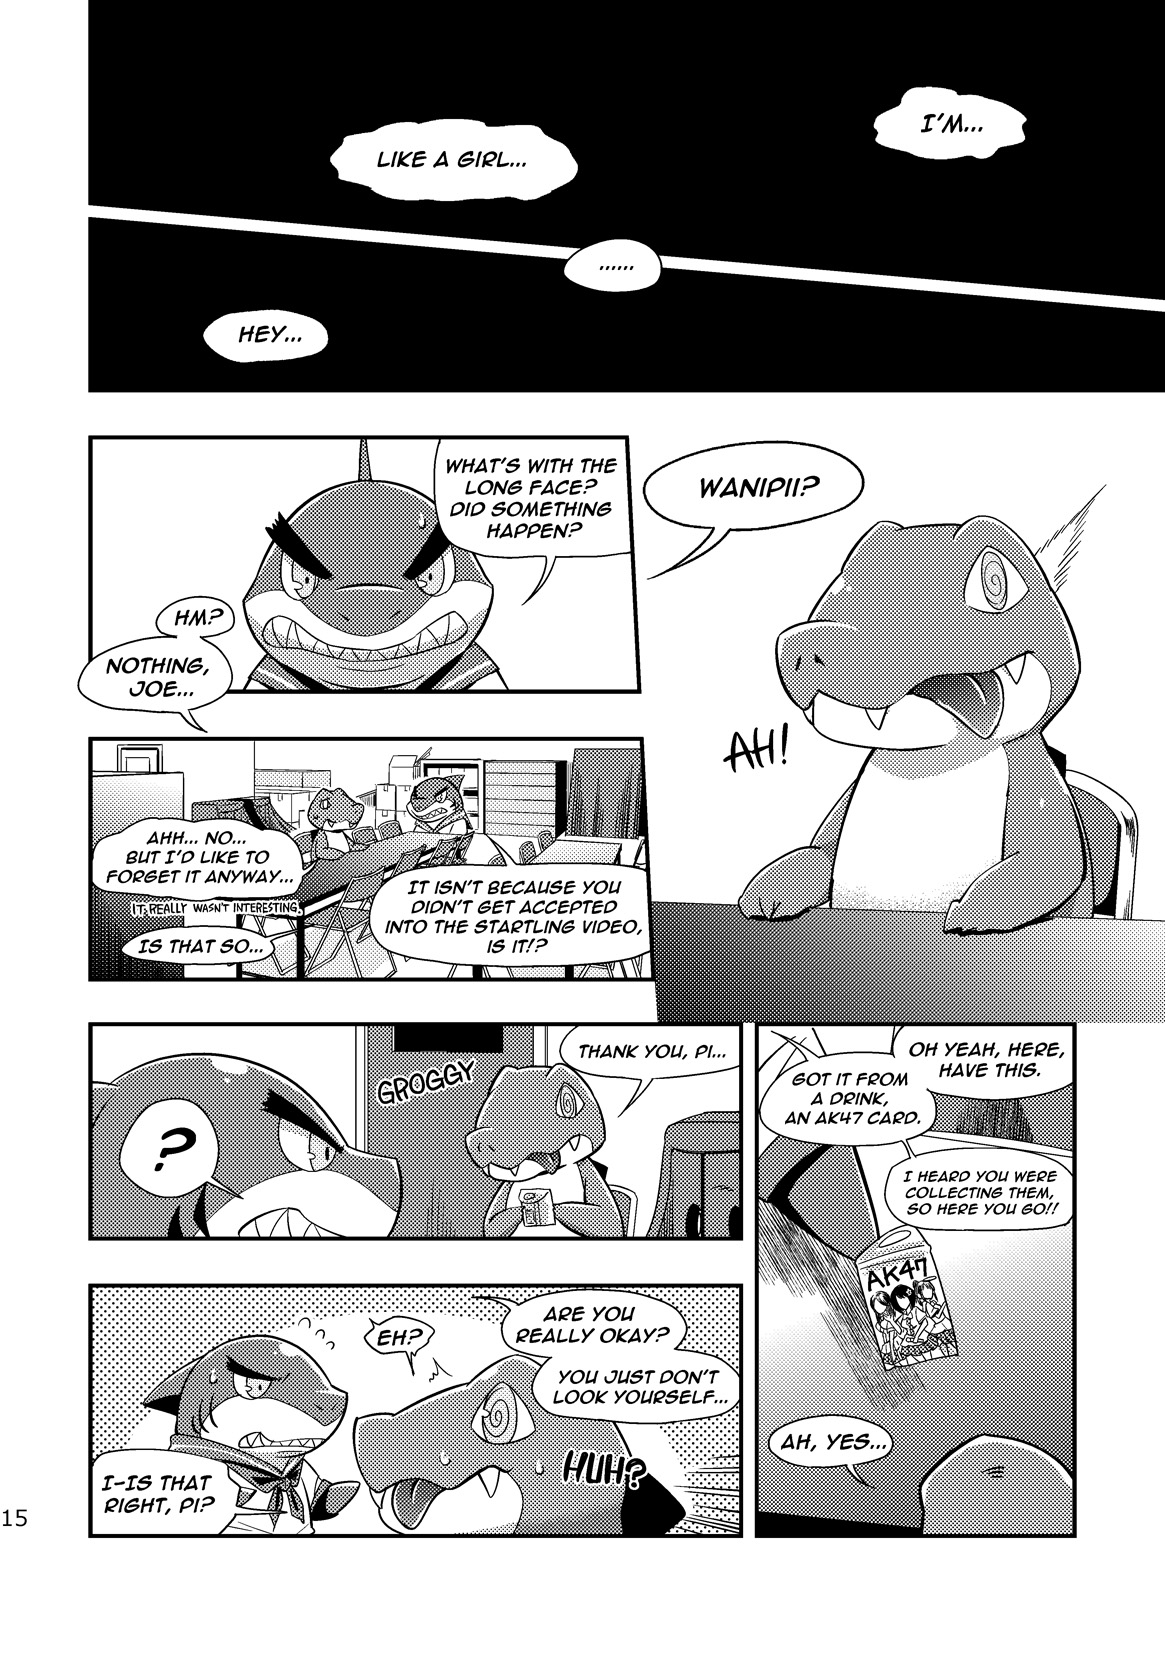 I'M...
LIKE A GIRL...
......
HEY...
WANIPII?
AH!
WHAT'S WITH THE
LONG FACE?
DID SOMETHING
HAPPEN?
HM?
NOTHING,
JOE...
IT ISN'T BECAUSE YOU
DIDN'T GET ACCEPTED
INTO THE STARTLING VIDEO,
IS IT!?
AHH... NO...
BUT I'D LIKE TO
FORGET IT ANYWAY...
IT REALLY WASN'T INTERESTING.
IS THAT SO...
OH YEAH, HERE,
HAVE THIS.
GOT IT FROM
A DRINK,
AN AK47 CARD.
I HEARD YOU WERE
COLLECTING THEM,
SO HERE YOU GO!!
AK47
AH, YES...
THANK YOU, PI...
GROGGY
?
ARE YOU
REALLY OKAY?
YOU JUST DON'T
LOOK YOURSELF...
EH?
HUH?
I-IS THAT
RIGHT, PI?
15